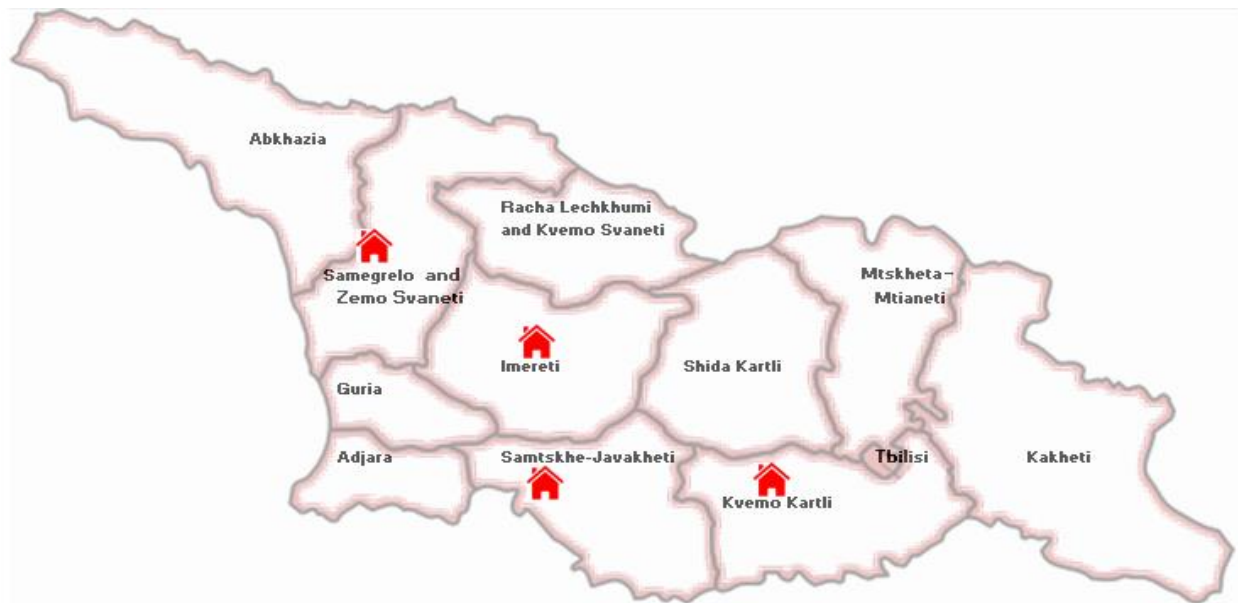 Abkhazia
Racha Lechkhumi
and Kvemo Svaneti
Samegrelo and
Zemo Svaneti
Mtskheta-
Mtianeti
Imereti
Shida Kartli
Guria
Adjara
Samtskhe-Javakheti
Tbilisi
Kakheti
Kvemo Kartli